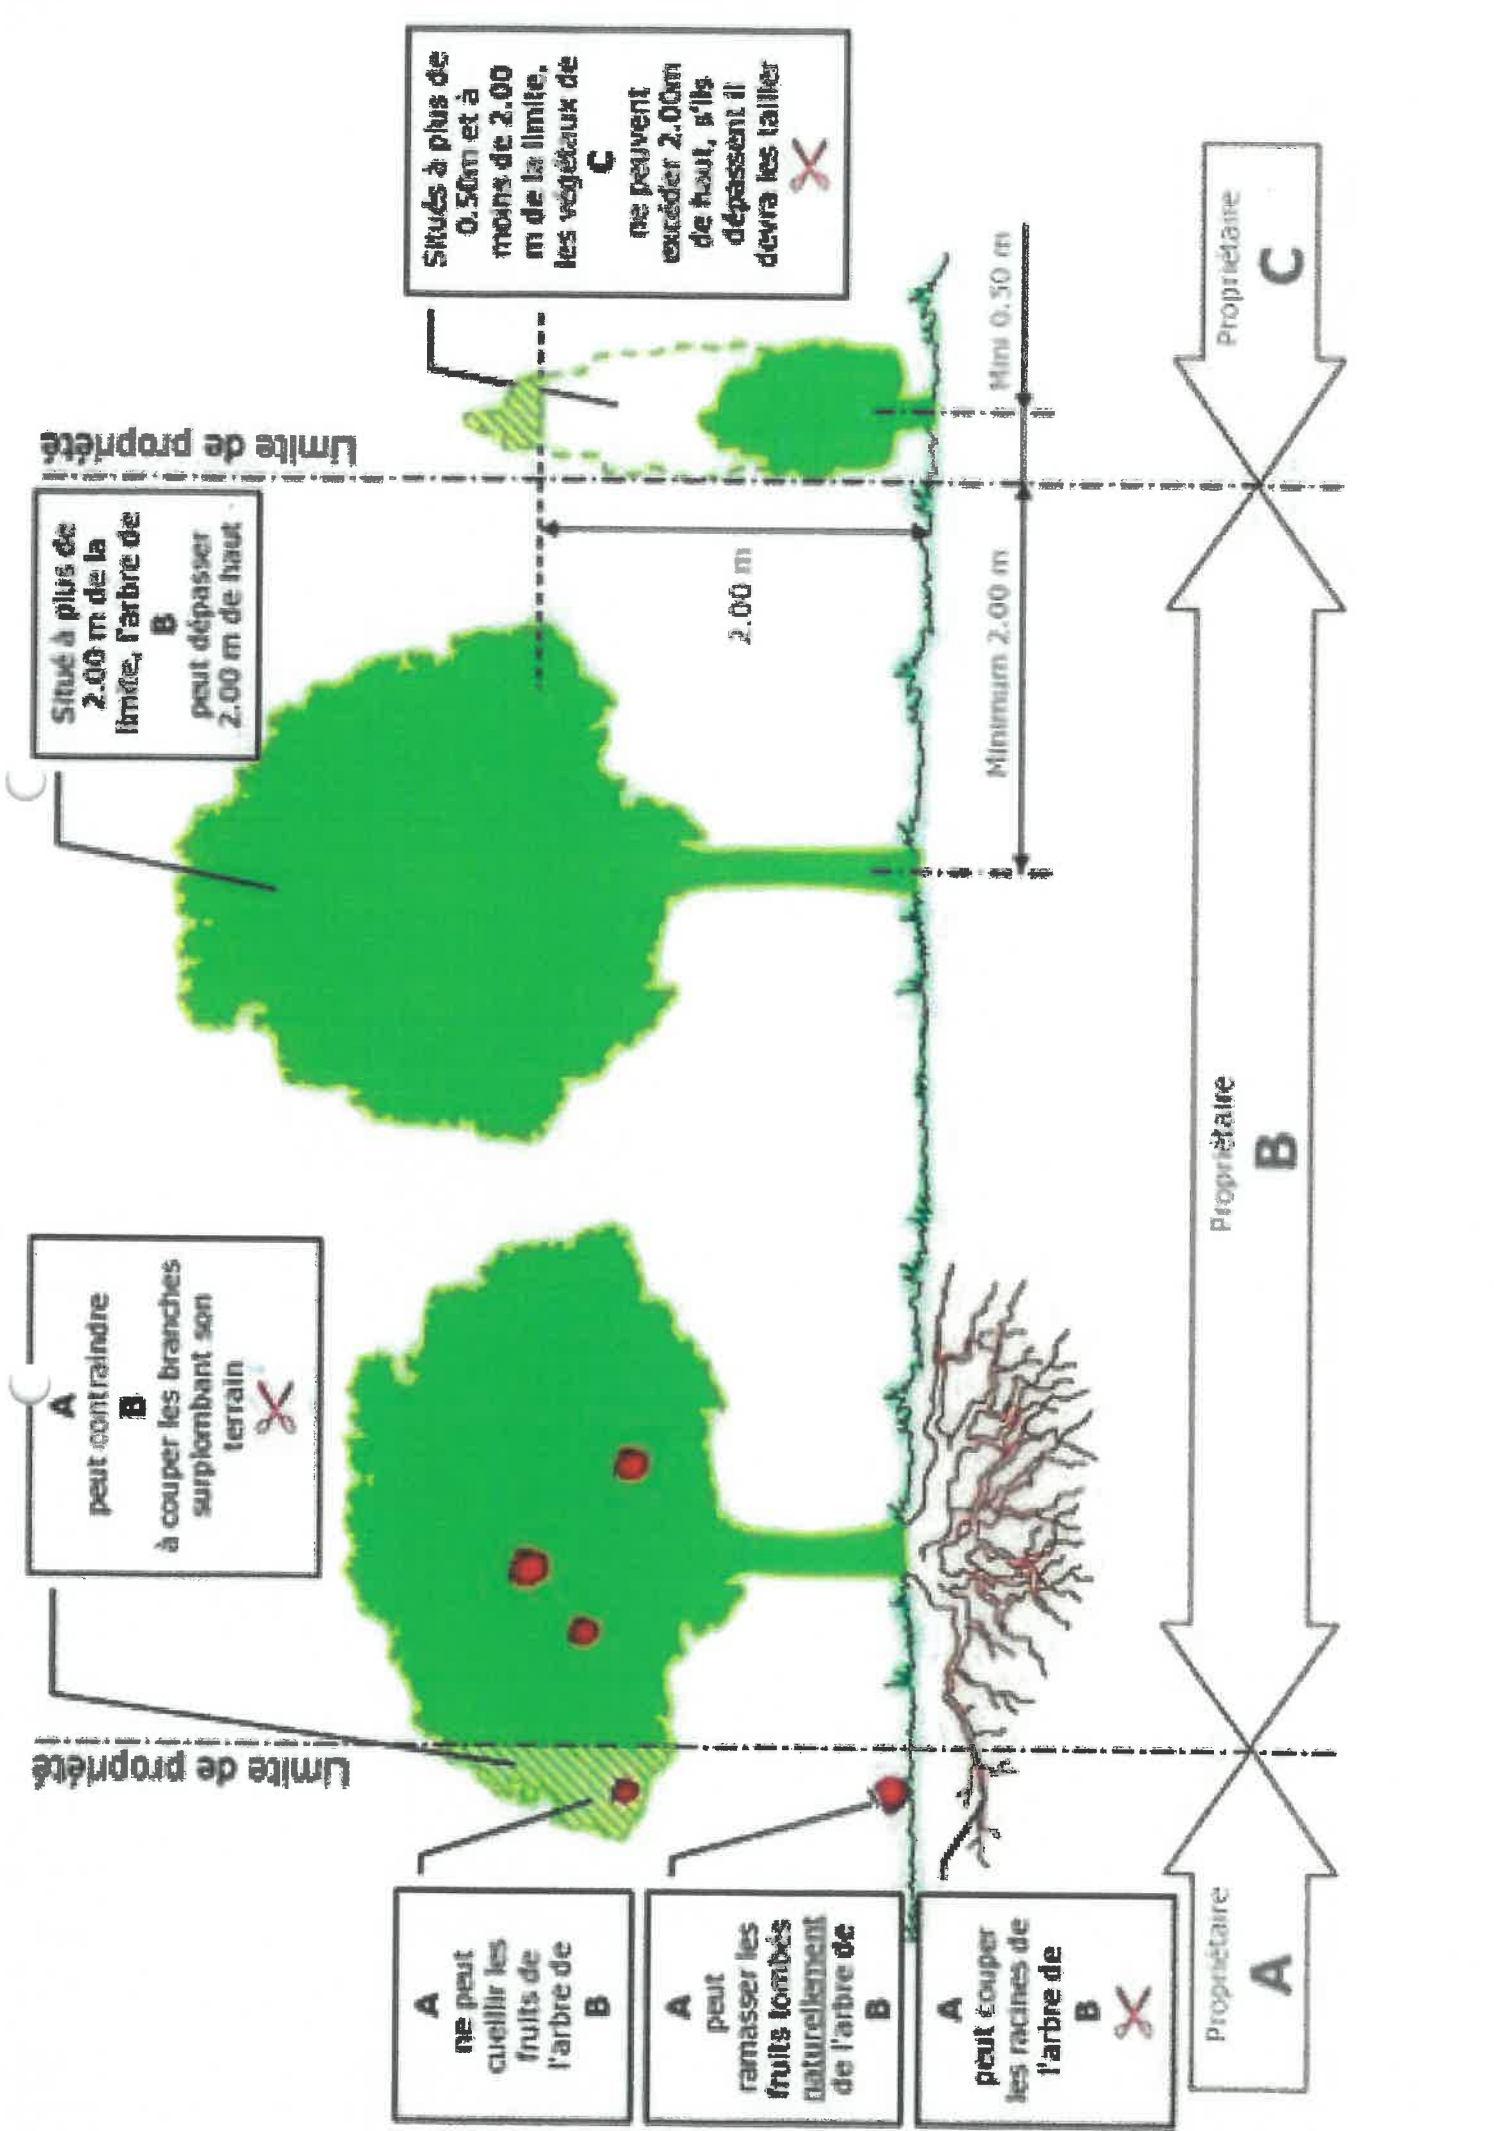 A
peut contraindre
B
à couper les branches
surplombant son
terrain
Situé à plus de
2.00 m de la
limite, l'arbre de
B
peut dépasser
2.00 m de haut
Limite de propriété
Limite de propriété
Situés à plus de
0.50m et à
moins de 2.00
m de la limite,
les végétaux de
C
ne peuvent
excéder 2.00m
de haut, s'ils
dépassent il
devra les tailler
A
ne peut
cueillir les
fruits de
l'arbre de
B
A
peut
ramasser les
fruits tombés
naturellement
de l'arbre de
B
A
peut couper
les racines de
l'arbre de
B
2.00 m
Minimum 2.00 m
Mini 0.50 m
Propriétaire
A
Propriétaire
B
Propriétaire
C